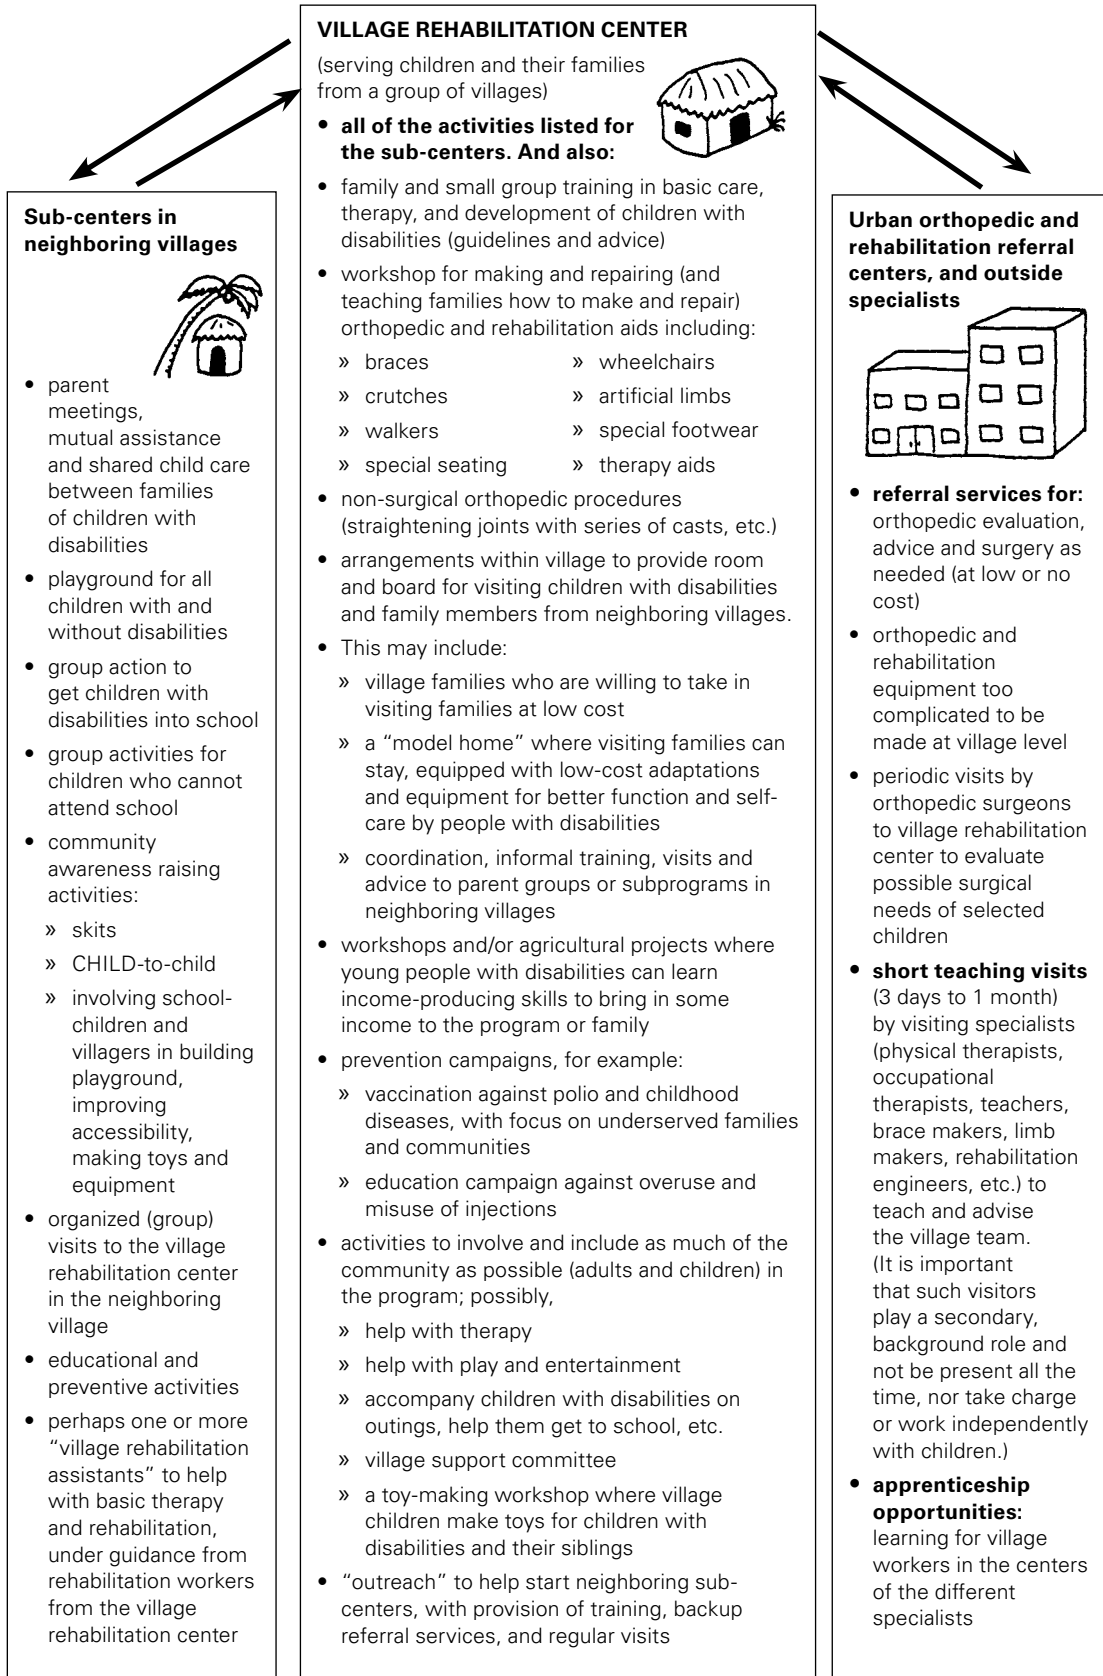 VILLAGE REHABILITATION CENTER
(serving children and their families
from a group of villages)
• all of the activities listed for
the sub-centers. And also:
• family and small group training in basic care,
therapy, and development of children with
disabilities (guidelines and advice)
• workshop for making and repairing (and
teaching families how to make and repair)
orthopedic and rehabilitation aids including:
» braces
» crutches
» walkers
» special seating
» wheelchairs
» artificial limbs
» special footwear
» therapy aids
• non-surgical orthopedic procedures
(straightening joints with series of casts, etc.)
• arrangements within village to provide room
and board for visiting children with disabilities
and family members from neighboring villages.
• This may include:
» village families who are willing to take in
visiting families at low cost
» a “model home” where visiting families can
stay, equipped with low-cost adaptations
and equipment for better function and self-
care by people with disabilities
» coordination, informal training, visits and
advice to parent groups or subprograms in
neighboring villages
• workshops and/or agricultural projects where
young people with disabilities can learn
income-producing skills to bring in some
income to the program or family
• prevention campaigns, for example:
» vaccination against polio and childhood
diseases, with focus on underserved families
and communities
» education campaign against overuse and
misuse of injections
• activities to involve and include as much of the
community as possible (adults and children) in
the program; possibly,
» help with therapy
» help with play and entertainment
» accompany children with disabilities on
outings, help them get to school, etc.
» village support committee
» a toy-making workshop where village
children make toys for children with
disabilities and their siblings
• “outreach” to help start neighboring sub-
centers, with provision of training, backup
referral services, and regular visits
Sub-centers in
neighboring villages
• parent
meetings,
mutual assistance
and shared child care
between families
of children with
disabilities
• playground for all
children with and
without disabilities
• group action to
get children with
disabilities into school
• group activities for
children who cannot
attend school
• community
awareness raising
activities:
» skits
» CHILD-to-child
» involving school-
children and
villagers in building
playground,
improving
accessibility,
making toys and
equipment
• organized (group)
visits to the village
rehabilitation center
in the neighboring
village
• educational and
preventive activities
• perhaps one or more
“village rehabilitation
assistants” to help
with basic therapy
and rehabilitation,
under guidance from
rehabilitation workers
from the village
rehabilitation center
Urban orthopedic and
rehabilitation referral
centers, and outside
specialists
• referral services for:
orthopedic evaluation,
advice and surgery as
needed (at low or no
cost)
• orthopedic and
rehabilitation
equipment too
complicated to be
made at village level
• periodic visits by
orthopedic surgeons
to village rehabilitation
center to evaluate
possible surgical
needs of selected
children
• short teaching visits
(3 days to 1 month)
by visiting specialists
(physical therapists,
occupational
therapists, teachers,
brace makers, limb
makers, rehabilitation
engineers, etc.) to
teach and advise
the village team.
(It is important
that such visitors
play a secondary,
background role and
not be present all the
time, nor take charge
or work independently
with children.)
• apprenticeship
opportunities:
learning for village
workers in the centers
of the different
specialists